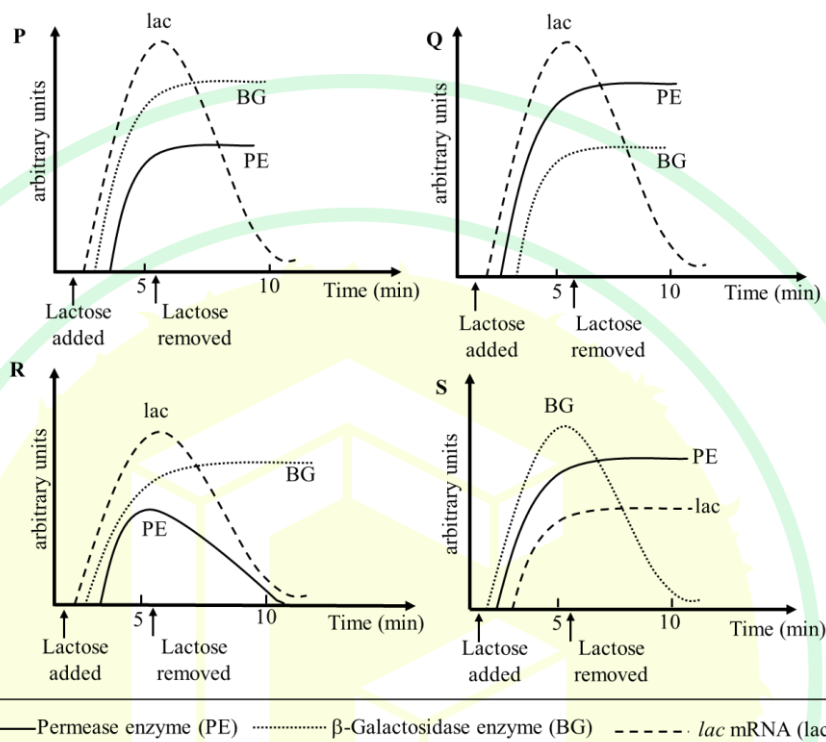 P
lac
BG
PE
arbitrary units
5
10
Time (min)
Lactose
added
Lactose
removed
Q
lac
PE
BG
arbitrary units
5
10
Time (min)
Lactose
added
Lactose
removed
R
lac
BG
PE
arbitrary units
5
10
Time (min)
Lactose
added
Lactose
removed
S
BG
PE
lac
arbitrary units
5
10
Time (min)
Lactose
added
Lactose
removed
Permease enzyme (PE) β-Galactosidase enzyme (BG) lac mRNA (lac